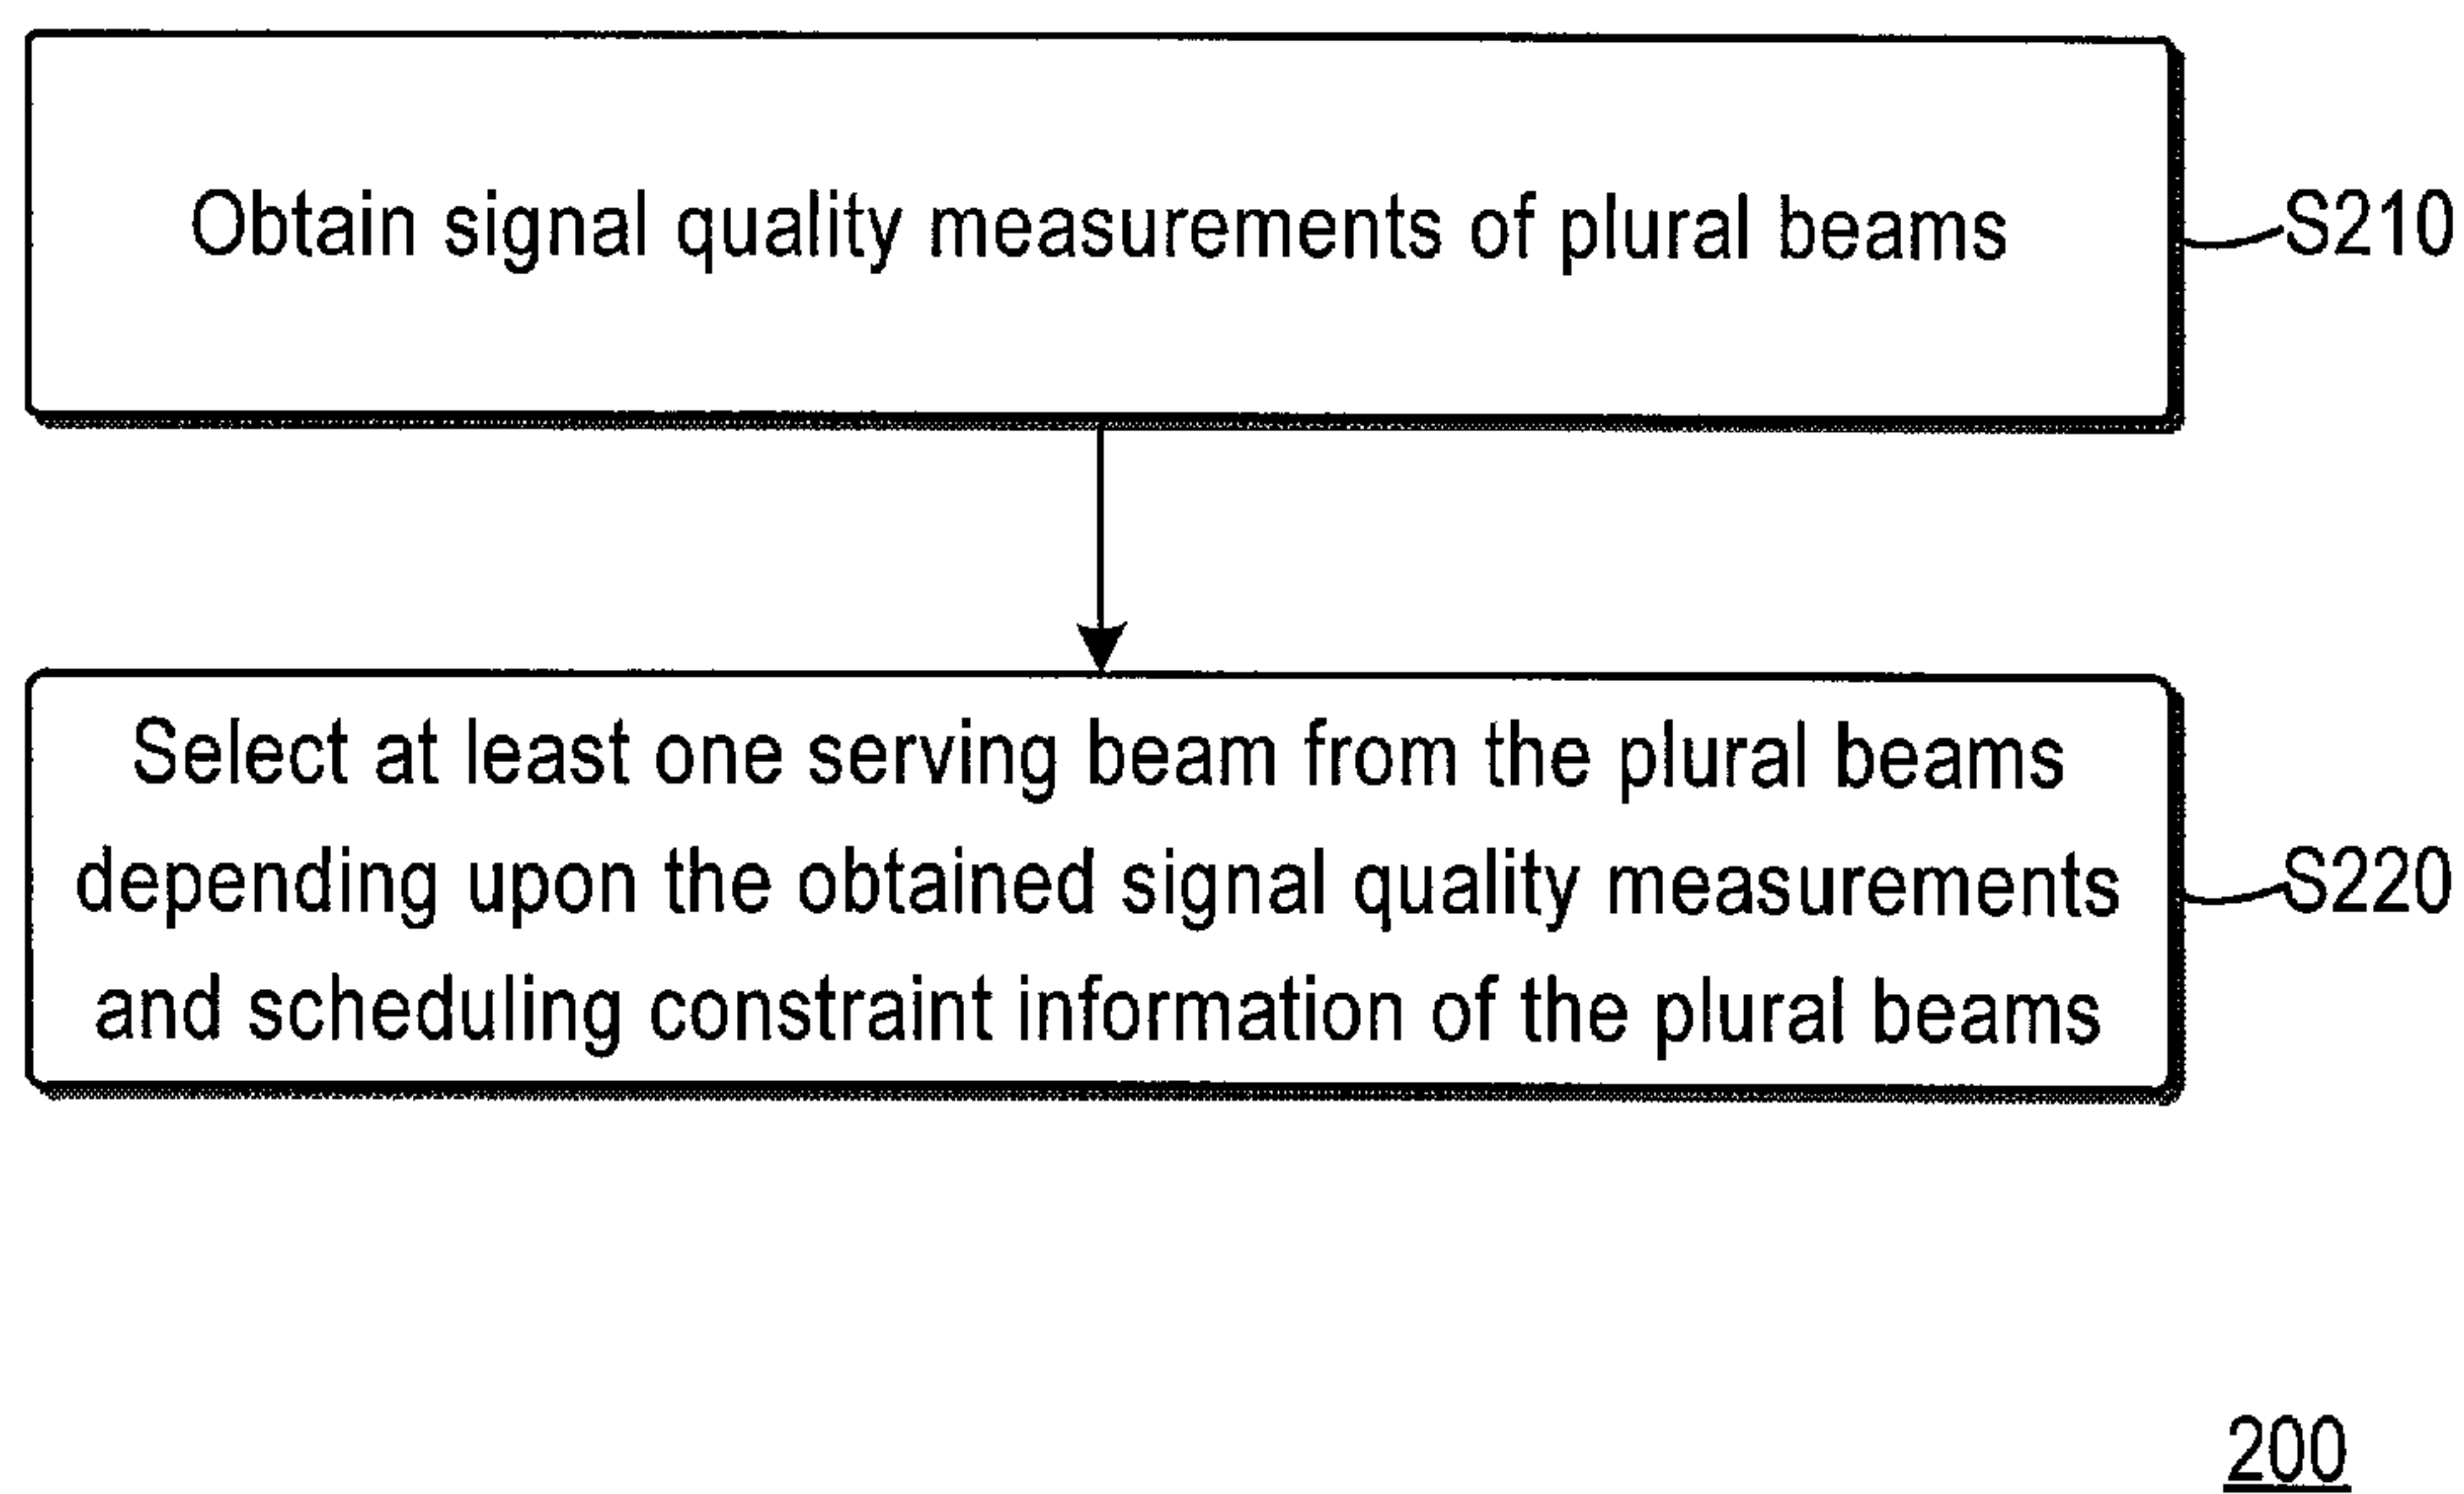 Obtain signal quality measurements of plural beams
S210
Select at least one serving beam from the plural beams
depending upon the obtained signal quality measurements
and scheduling constraint information of the plural beams
S220
200